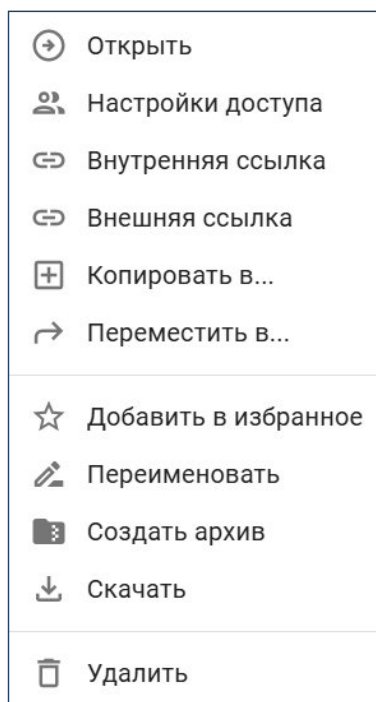 Открыть
Настройки доступа
Внутренняя ссылка
Внешняя ссылка
Копировать в...
Переместить в...
Добавить в избранное
Переименовать
Создать архив
Скачать
Удалить